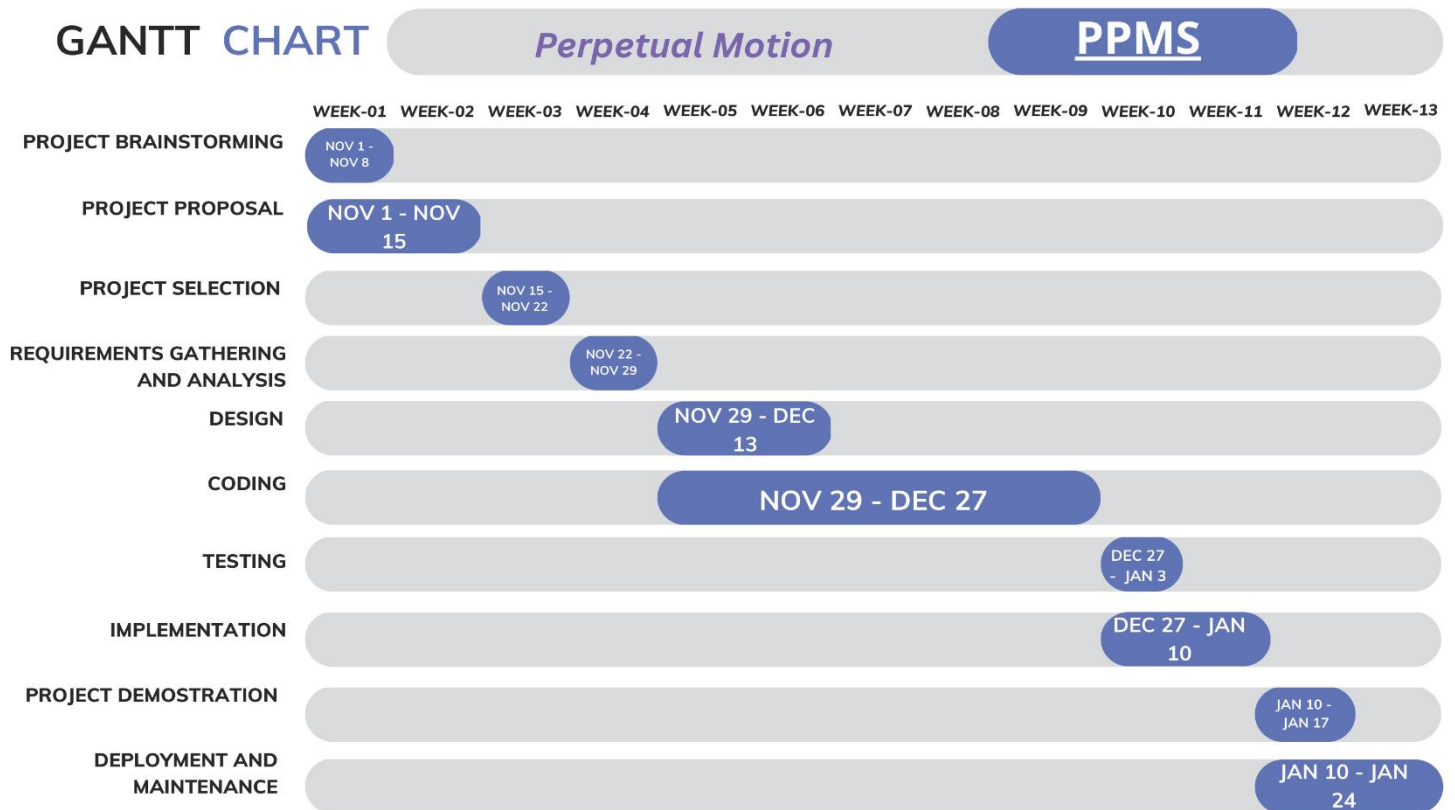 GANTT CHART
Perpetual Motion
PPMS
WEEK-01 WEEK-02 WEEK-03 WEEK-04 WEEK-05 WEEK-06 WEEK-07 WEEK-08 WEEK-09 WEEK-10 WEEK-11 WEEK-12 WEEK-13
PROJECT BRAINSTORMING
NOV 1 -
NOV 8
PROJECT PROPOSAL
NOV 1 - NOV
15
PROJECT SELECTION
NOV 15 -
NOV 22
REQUIREMENTS GATHERING
AND ANALYSIS
NOV 22 -
NOV 29
DESIGN
NOV 29 - DEC
13
CODING
NOV 29 - DEC 27
TESTING
DEC 27
- JAN 3
IMPLEMENTATION
DEC 27 - JAN
10
PROJECT DEMOSTRATION
JAN 10 -
JAN 17
DEPLOYMENT AND
MAINTENANCE
JAN 10 - JAN
24